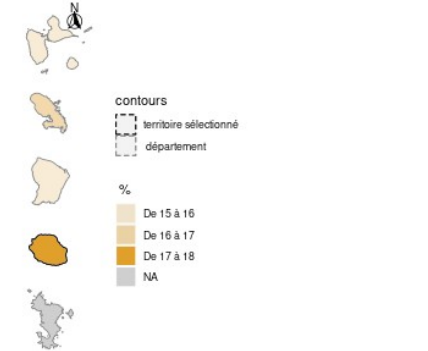 N
contours
territoire sélectionné
département
%
De 15 à 16
De 16 à 17
De 17 à 18
NA